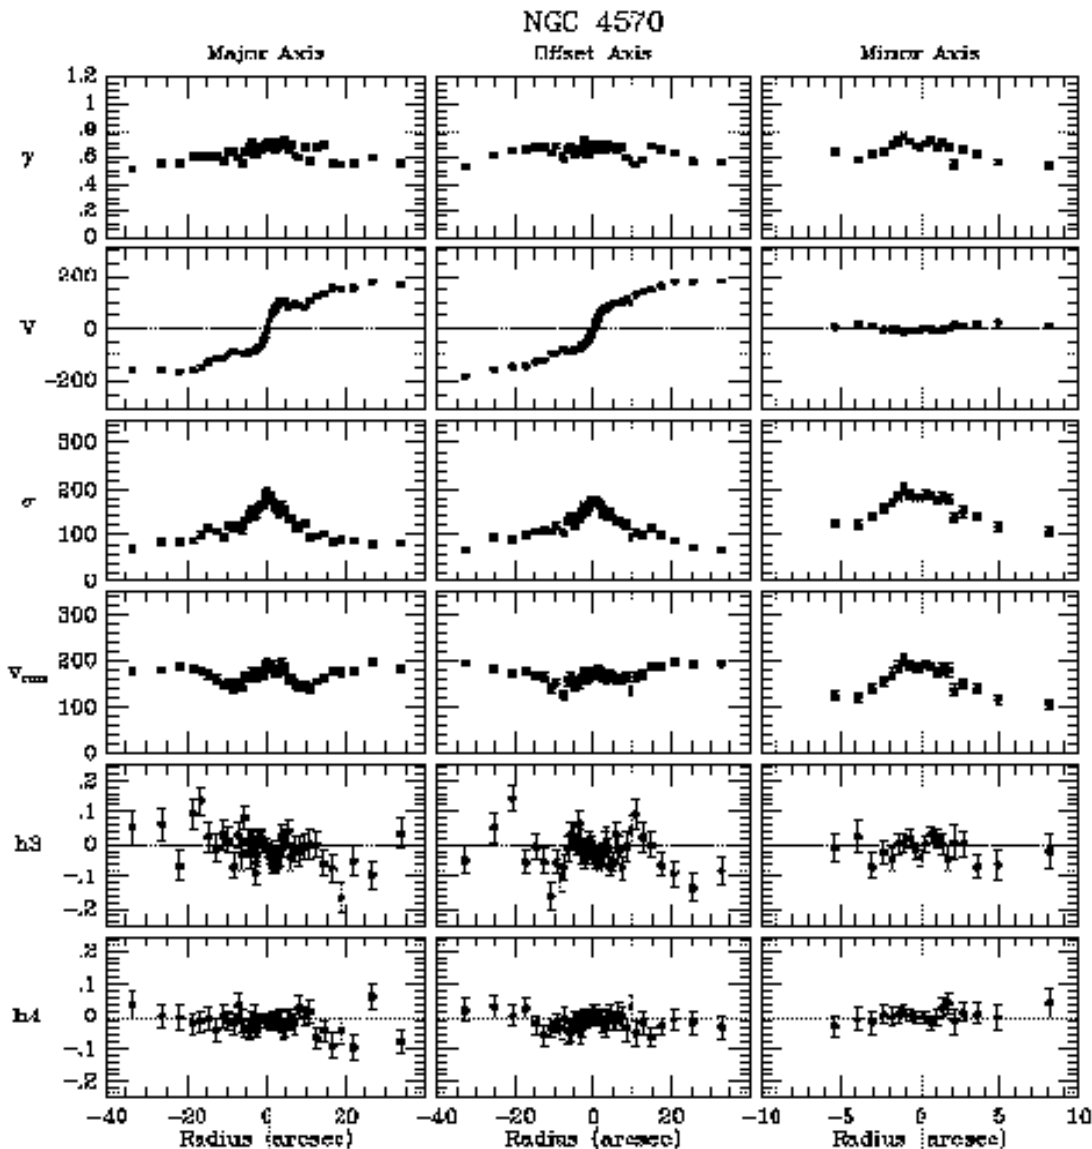 NGC 4570
Major Axis Offset Axis Minor Axis
1.2
1
.8
.6
.4
.2
0
γ
200
0
-200
V
300
200
100
0
σ
300
200
100
0
v_rms
.2
.1
0
-.1
-.2
h3
.2
.1
0
-.1
-.2
h4
-40 -20 0 20 -40 -20 0 20 -10 -5 0 5 10
Radius (arcsec) Radius (arcsec) Radius (arcsec)